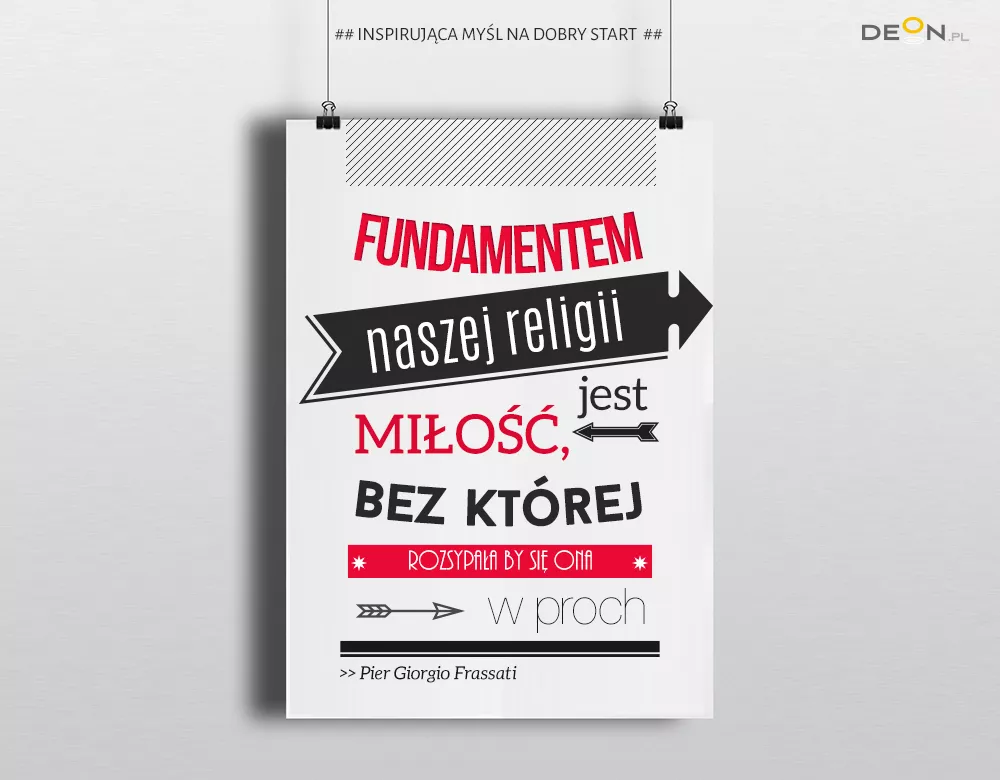 ## INSPIRUJĄCA MYŚL NA DOBRY START ##
DEON.PL
FUNDAMENTEM
naszej religii
jest
MIŁOŚĆ,
BEZ KTÓREJ
ROZSYPAŁA BY SIĘ ONA
w proch
>> Pier Giorgio Frassati